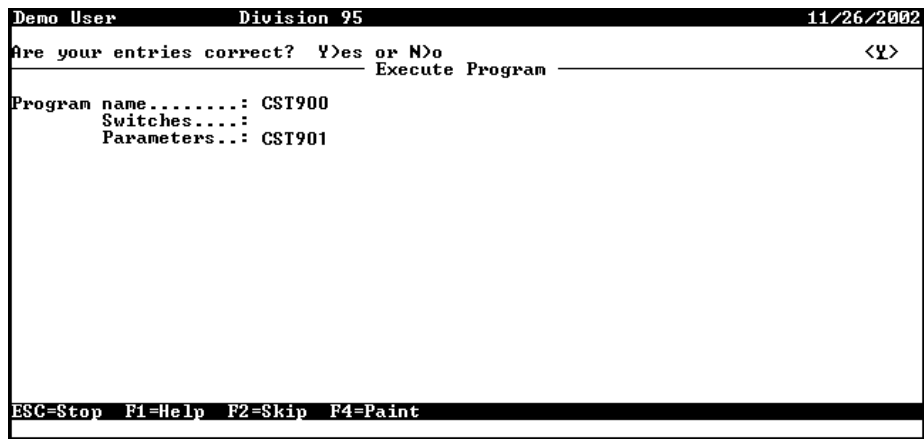 Demo User Division 95 11/26/2002
Are your entries correct? Y>es or N>o <Y>
Execute Program
Program name........: CST900
Switches....:
Parameters..: CST901
ESC=Stop F1=Help F2=Skip F4=Paint